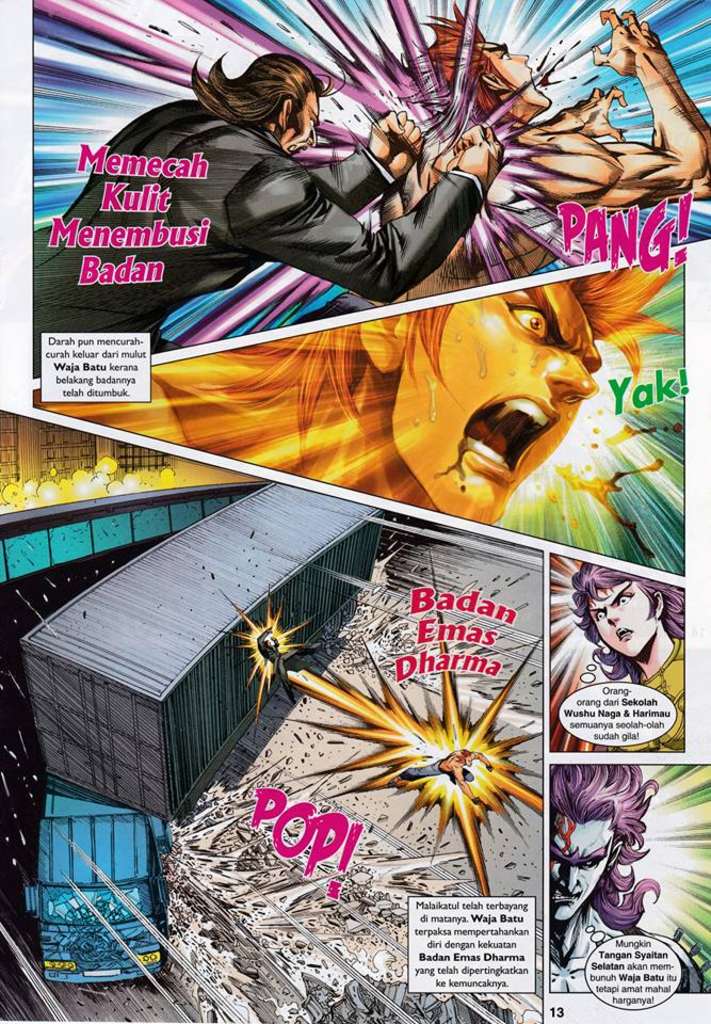 Memecah
Kulit
Menembusi
Badan
PANG!
Darah pun mencurah-
curah keluar dari mulut
Waja Batu kerana
belakang badannya
telah ditumbuk.
Yak!
Badan
Emas
Dharma
POP!
Malaikatul telah terbayang
di matanya. Waja Batu
terpaksa mempertahankan
diri dengan kekuatan
Badan Emas Dharma
yang telah dipertingkatkan
ke kemuncaknya.
Orang-
orang dari Sekolah
Wushu Naga & Harimau
semuanya seolah-olah
sudah gila!
Mungkin
Tangan Syaitan
Selatan akan mem-
bunuh Waja Batu itu
tetapi amat mahal
harganya!
13